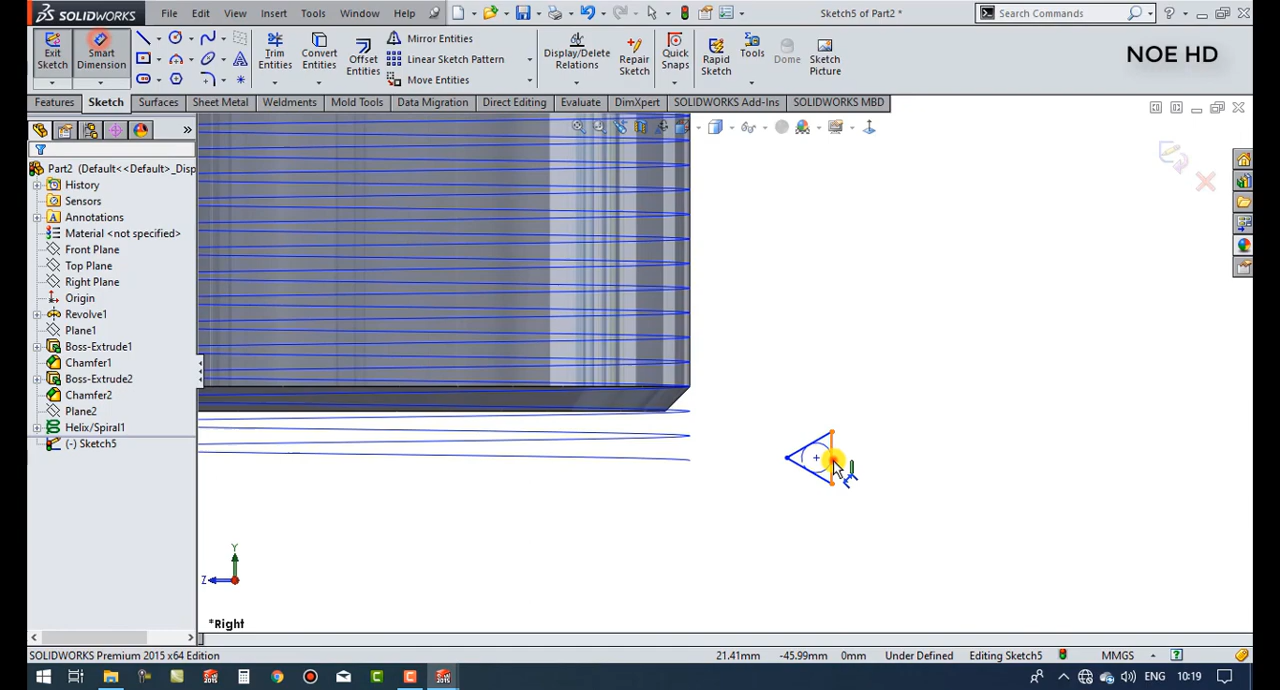 SOLIDWORKS File Edit View Insert Tools Window Help Sketch5 of Part2 * Search Commands
Exit Sketch Smart Dimension Trim Entities Convert Entities Offset Entities Mirror Entities Linear Sketch Pattern Move Entities Display/Delete Relations Repair Sketch Quick Snaps Rapid Sketch Tools Dome Sketch Picture NOE HD
Features Sketch Surfaces Sheet Metal Weldments Mold Tools Data Migration Direct Editing Evaluate DimXpert SOLIDWORKS Add-Ins SOLIDWORKS MBD
Part2 (Default<<Default>_Disp
History
Sensors
Annotations
Material <not specified>
Front Plane
Top Plane
Right Plane
Origin
Revolve1
Plane1
Boss-Extrude1
Chamfer1
Boss-Extrude2
Chamfer2
Plane2
Helix/Spiral1
(-) Sketch5
Y
Z
*Right
SOLIDWORKS Premium 2015 x64 Edition 21.41mm -45.99mm 0mm Under Defined Editing Sketch5 MMGS
ENG 10:19